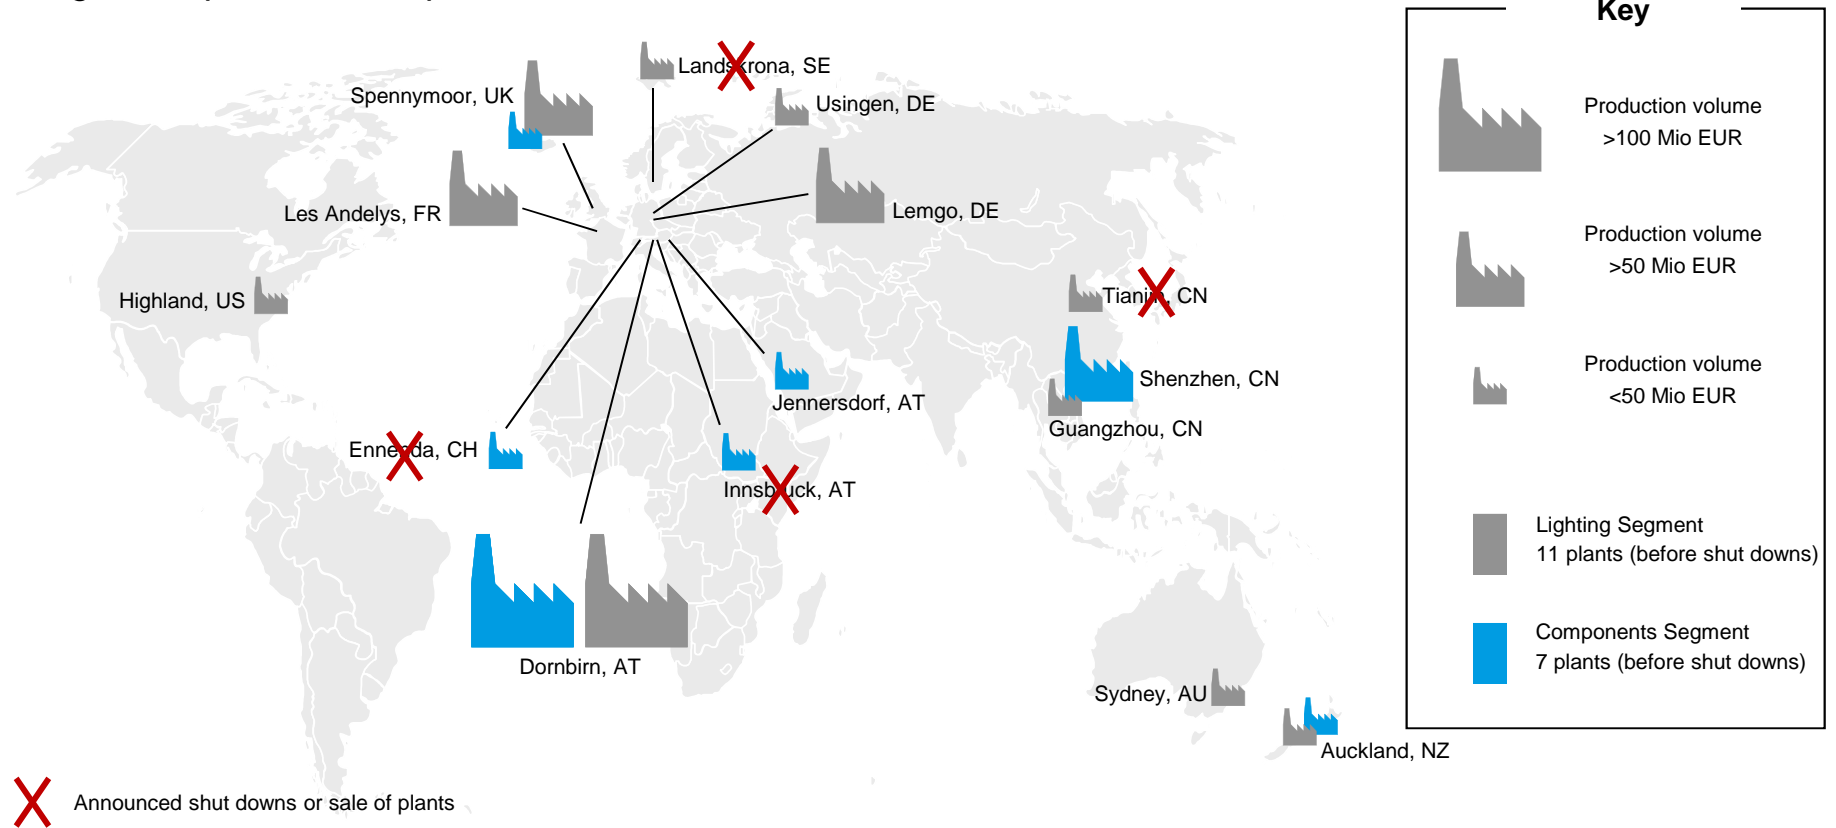 Key
Landskrona, SE
Spennymoor, UK
Usingen, DE
Production volume
>100 Mio EUR
Les Andelys, FR
Lemgo, DE
Production volume
>50 Mio EUR
Highland, US
Tianjin, CN
Shenzhen, CN
Production volume
<50 Mio EUR
Jennersdorf, AT
Guangzhou, CN
Ennenda, CH
Innsbruck, AT
Lighting Segment
11 plants (before shut downs)
Components Segment
7 plants (before shut downs)
Dornbirn, AT
Sydney, AU
Auckland, NZ
Announced shut downs or sale of plants